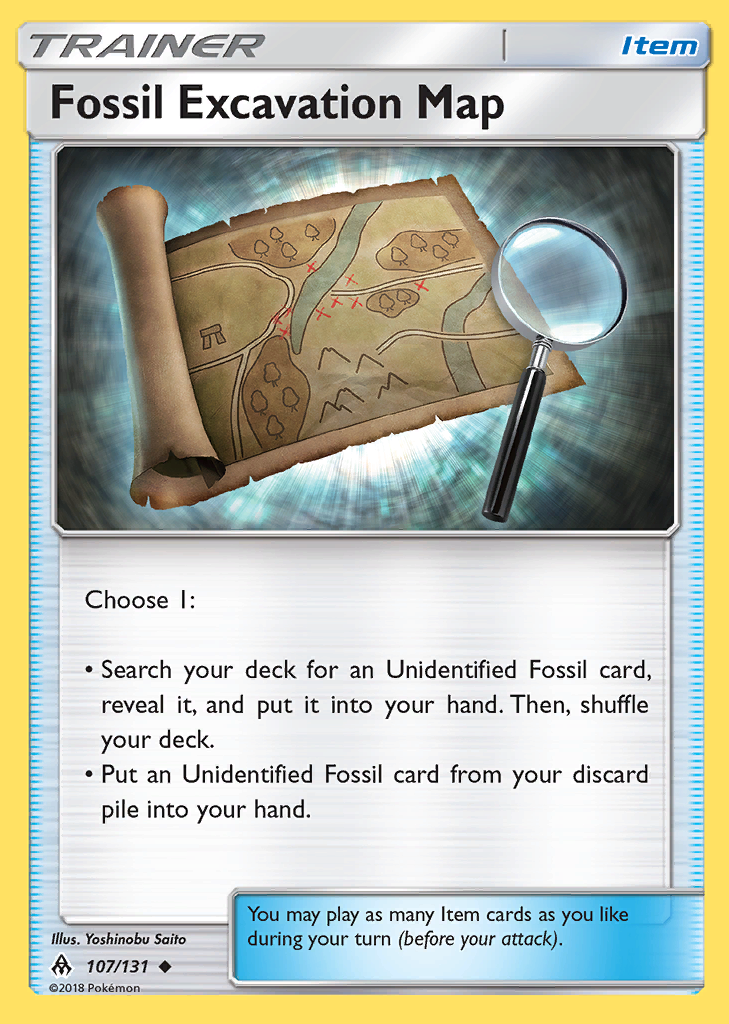 TRAINER
Item
Fossil Excavation Map
Choose 1:
• Search your deck for an Unidentified Fossil card,
reveal it, and put it into your hand. Then, shuffle
your deck.
• Put an Unidentified Fossil card from your discard
pile into your hand.
You may play as many Item cards as you like
during your turn (before your attack).
Illus. Yoshinobu Saito
107/131
©2018 Pokémon